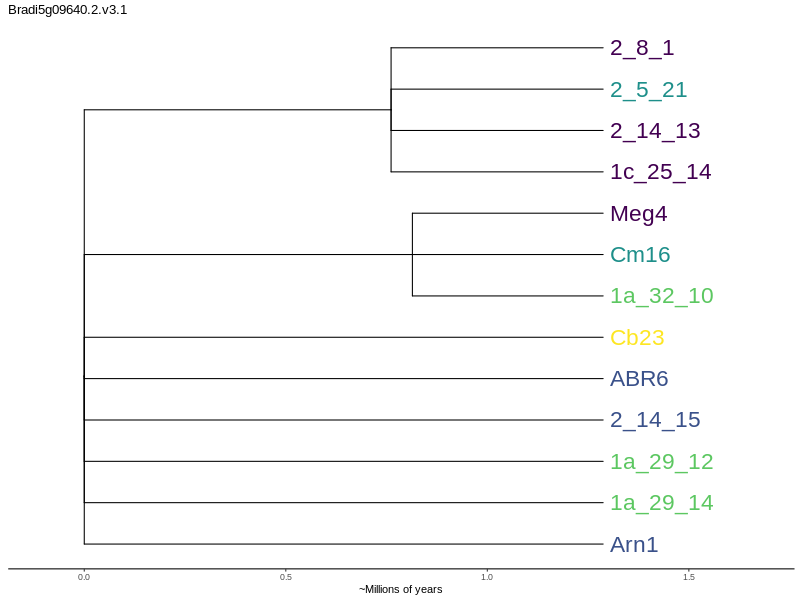 Bradi5g09640.2.v3.1
2_8_1
2_5_21
2_14_13
1c_25_14
Meg4
Cm16
1a_32_10
Cb23
ABR6
2_14_15
1a_29_12
1a_29_14
Arn1
0.0 0.5 1.0 1.5
~Millions of years